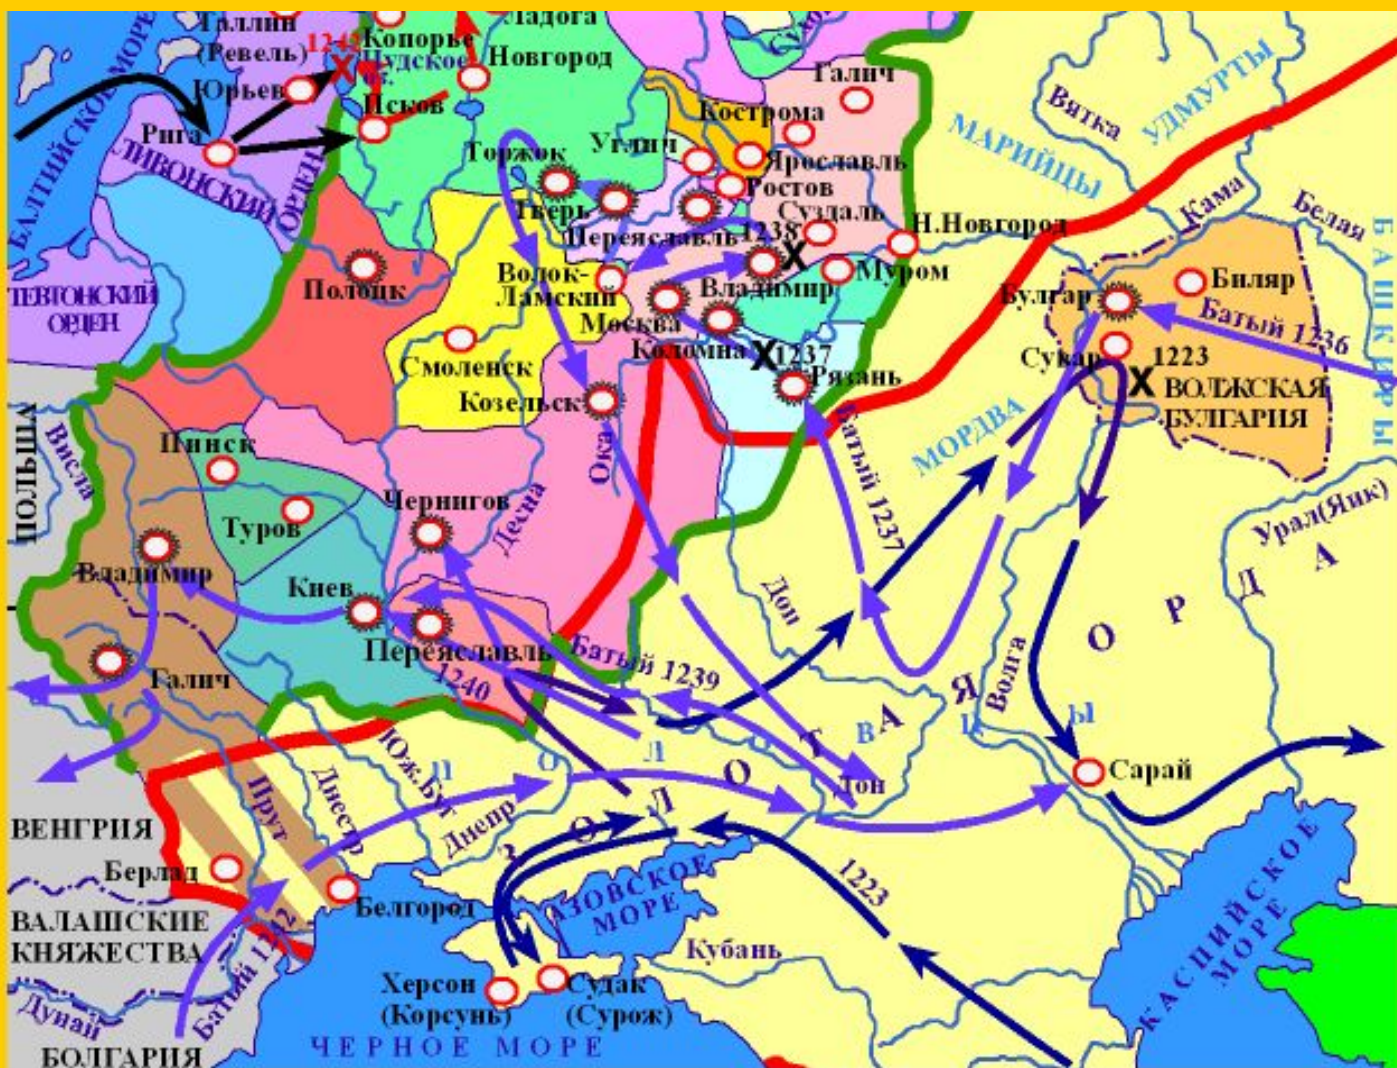 Таллин
(Ревель)
1242
Копорье
Ладога
Чудское
оз.
Новгород
Юрьев
Псков
Рига
БАЛТИЙСКОЕ МОРЕ
ЛИВОНСКИЙ
ОРДЕН
ТЕВТОНСКИЙ
ОРДЕН
Галич
Кострома
Углич
Ярославль
Ростов
Торжок
Тверь
Суздаль
Переяславль
1238
Н.Новгород
Волок-
Ламский
Владимир
Муром
Москва
Коломна
1237
Рязань
Полоцк
Смоленск
Козельск
Вятка
УДМУРТЫ
МАРИЙЦЫ
Кама
Белая
БАШКИРЫ
Биляр
Булгар
Батый 1236
Сувар
1223
ВОЛЖСКАЯ
БУЛГАРИЯ
МОРДВА
Батый 1237
Урал(Яик)
ПОЛЬША
Висла
Пинск
Туров
Чернигов
Десна
Ока
Владимир
Киев
Переяславль
Галич
1240
Батый 1239
Дон
Волга
ЗОЛОТАЯ ОРДА
ПОЛОВЦЫ
Дон
Сарай
ВЕНГРИЯ
Прут
Днестр
Юж.Буг
Днепр
Берлад
Белгород
ВАЛАШСКИЕ
КНЯЖЕСТВА
Батый 1242
Дунай
БОЛГАРИЯ
АЗОВСКОЕ
МОРЕ
1223
Кубань
Херсон
(Корсунь)
Судак
(Сурож)
ЧЕРНОЕ МОРЕ
КАСПИЙСКОЕ
МОРЕ